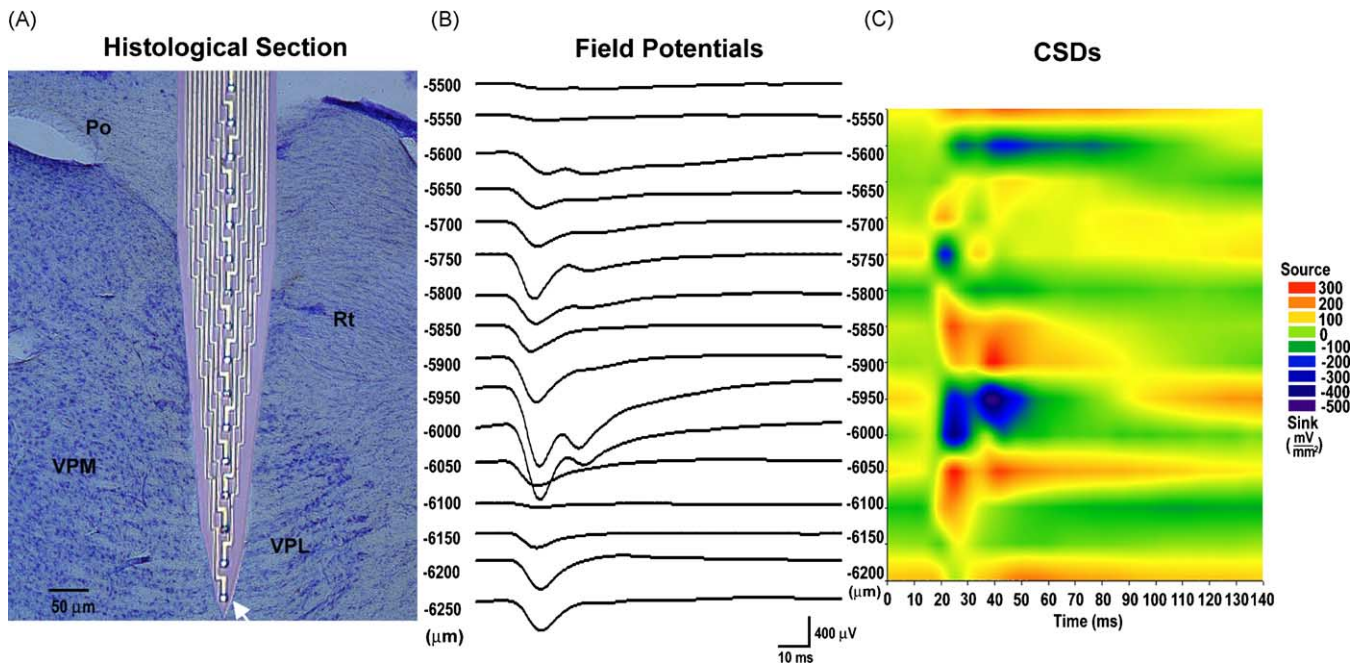 (A)
Histological Section
Po
Rt
VPM
VPL
50 μm
(B)
Field Potentials
-5500
-5550
-5600
-5650
-5700
-5750
-5800
-5850
-5900
-5950
-6000
-6050
-6100
-6150
-6200
-6250
(μm)
400 μV
10 ms
(C)
CSDs
-5550
-5600
-5650
-5700
-5750
-5800
-5850
-5900
-5950
-6000
-6050
-6100
-6150
-6200
(μm)
0 10 20 30 40 50 60 70 80 90 100 110 120 130 140
Time (ms)
Source
300
200
100
0
-100
-200
-300
-400
-500
Sink
(mV/mm²)